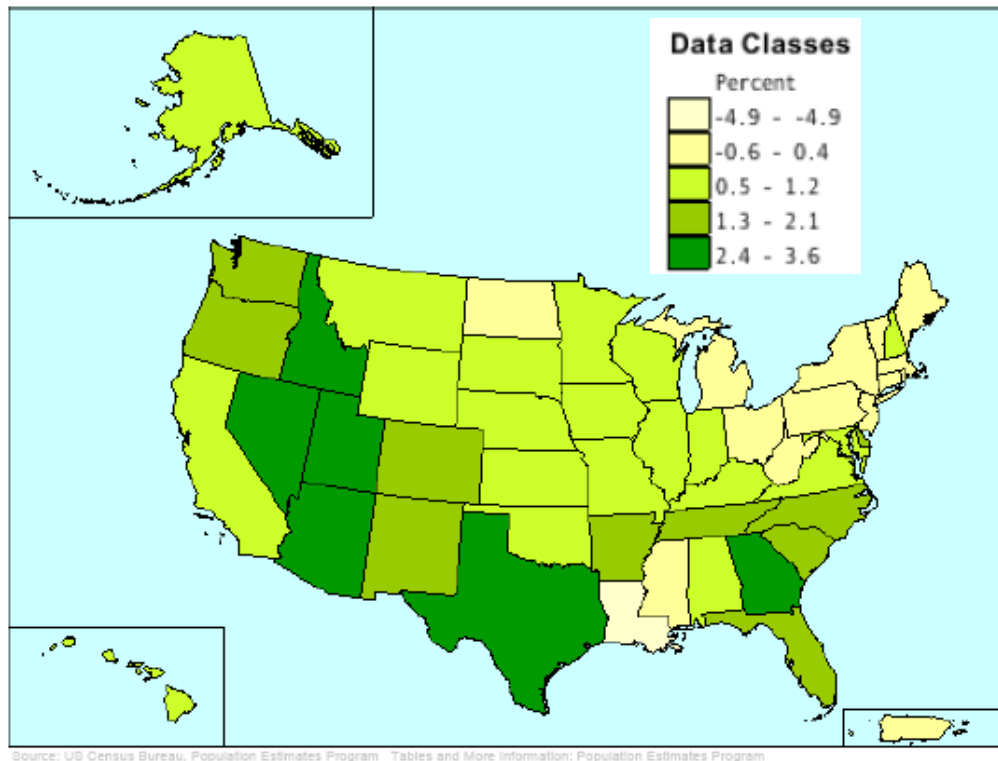 Data Classes
Percent
-4.9 - -4.9
-0.6 - 0.4
0.5 - 1.2
1.3 - 2.1
2.4 - 3.6
Source: US Census Bureau, Population Estimates Program Tables and More Information: Population Estimates Program